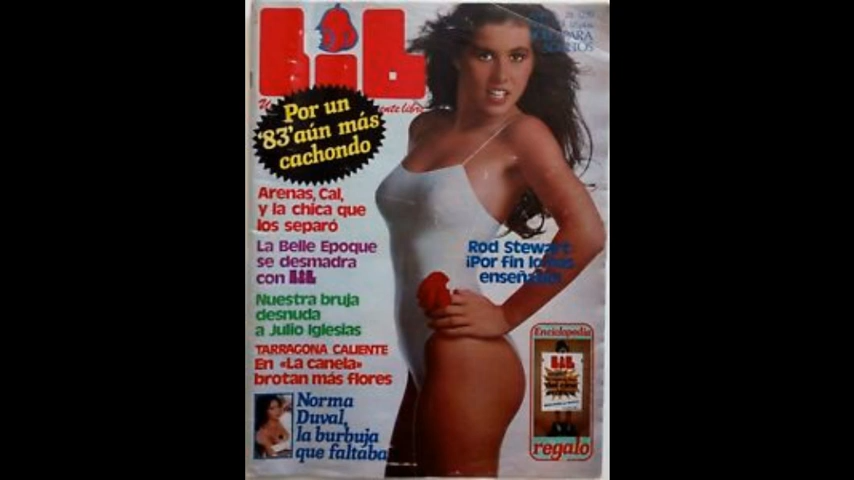 LIB
Por un
'83' aún más
cachondo
Arenas, Cal,
y la chica que
los separó
La Belle Epoque
se desmadra
con LIB
Nuestra bruja
desnuda
a Julio Iglesias
TARRAGONA CALIENTE
En «La canela»
brotan más flores
Norma
Duval,
la burbuja
que faltaba
PARA
Rod Stewart:
¡Por fin
Enciclopedia
LIB
regalo